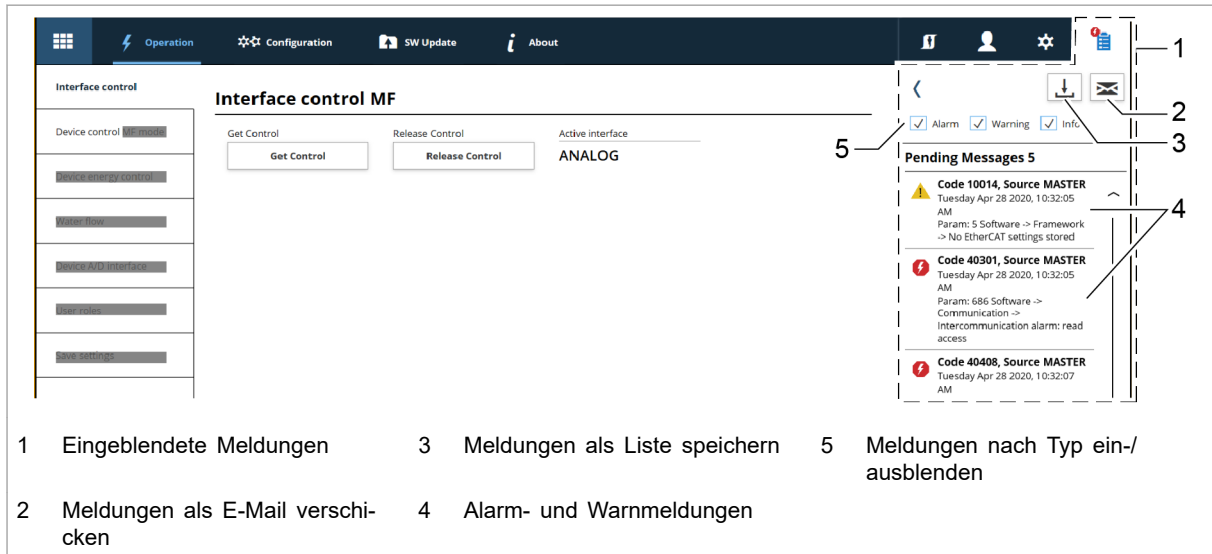 Operation
Configuration
SW Update
About
1
Interface control
Interface control MF
2
Device control MF mode
Get Control
Release Control
Active interface
Alarm
Warning
Info
3
5
Get Control
Release Control
ANALOG
Pending Messages 5
Device energy control
Code 10014, Source MASTER
Tuesday Apr 28 2020, 10:32:05
AM
Param: 5 Software -> Framework
-> No EtherCAT settings stored
4
Water flow
Device A/D interface
Code 40301, Source MASTER
Tuesday Apr 28 2020, 10:32:05
AM
Param: 686 Software ->
Communication ->
Intercommunication alarm: read
access
User roles
Save settings
Code 40408, Source MASTER
Tuesday Apr 28 2020, 10:32:07
AM
1 Eingeblendete Meldungen
3 Meldungen als Liste speichern
5 Meldungen nach Typ ein-/
ausblenden
2 Meldungen als E-Mail verschi-
cken
4 Alarm- und Warnmeldungen